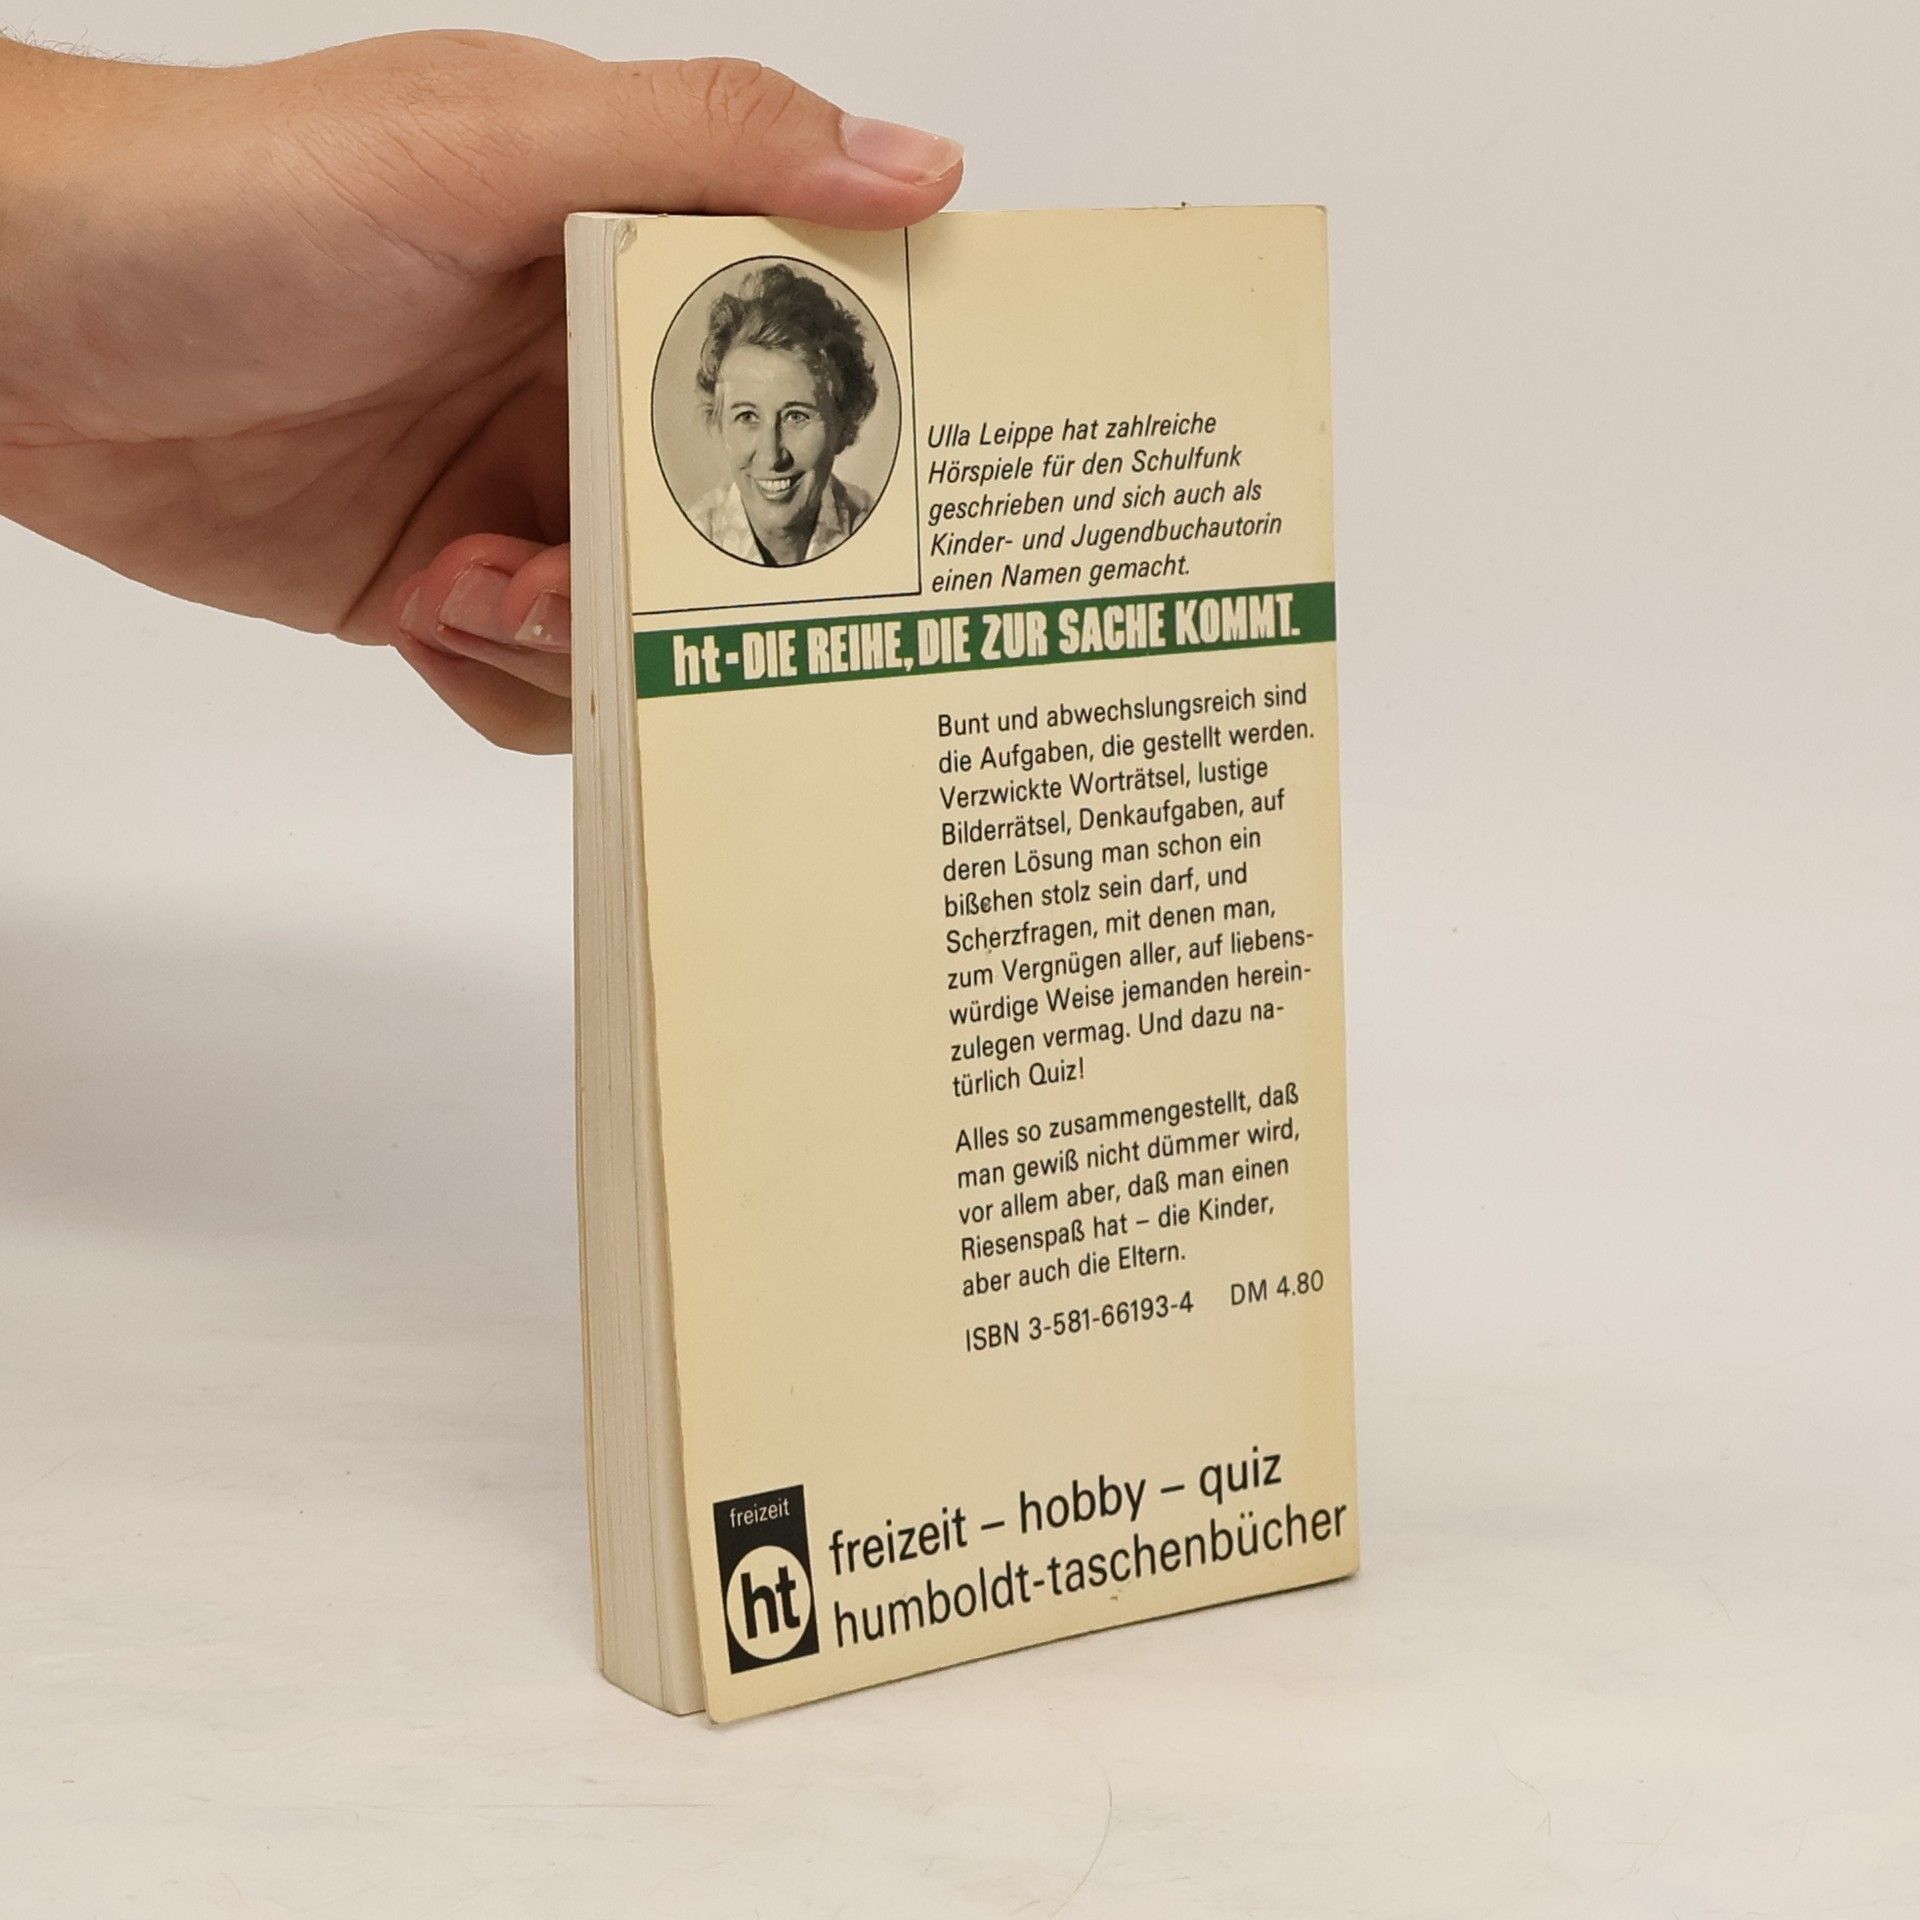 Ulla Leippe hat zahlreiche
Hörspiele für den Schulfunk
geschrieben und sich auch als
Kinder- und Jugendbuchautorin
einen Namen gemacht.
ht-DIE REIHE, DIE ZUR SACHE KOMMT.
Bunt und abwechslungsreich sind
die Aufgaben, die gestellt werden.
Verzwickte Worträtsel, lustige
Bilderrätsel, Denkaufgaben, auf
deren Lösung man schon ein
bißchen stolz sein darf, und
Scherzfragen, mit denen man,
zum Vergnügen aller, auf liebens-
würdige Weise jemanden herein-
zulegen vermag. Und dazu na-
türlich Quiz!
Alles so zusammengestellt, daß
man gewiß nicht dümmer wird,
vor allem aber, daß man einen
Riesenspaß hat – die Kinder,
aber auch die Eltern.
ISBN 3-581-66193-4 DM 4.80
freizeit
ht
freizeit – hobby – quiz
humboldt-taschenbücher